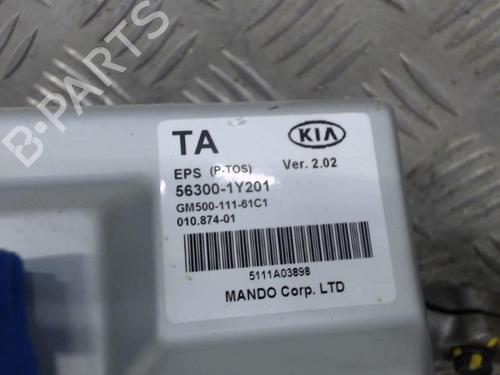 B-Parts
TA
KIA
EPS (P-TOS) Ver. 2.02
56300-1Y201
GM500-111-61C1
010.874-01
5111A03898
MANDO Corp. LTD